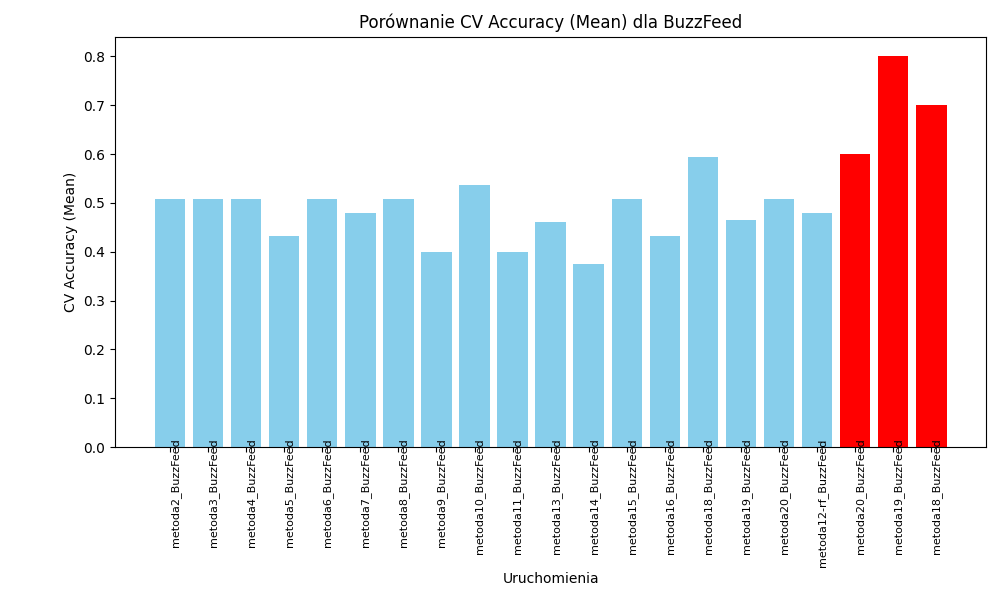 Porównanie CV Accuracy (Mean) dla BuzzFeed
CV Accuracy (Mean)
0.8
0.7
0.6
0.5
0.4
0.3
0.2
0.1
0.0
metoda2_BuzzFeed
metoda3_BuzzFeed
metoda4_BuzzFeed
metoda5_BuzzFeed
metoda6_BuzzFeed
metoda7_BuzzFeed
metoda8_BuzzFeed
metoda9_BuzzFeed
metoda10_BuzzFeed
metoda11_BuzzFeed
metoda13_BuzzFeed
metoda14_BuzzFeed
metoda15_BuzzFeed
metoda16_BuzzFeed
metoda18_BuzzFeed
metoda19_BuzzFeed
metoda20_BuzzFeed
metoda12-rf_BuzzFeed
metoda20_BuzzFeed
metoda19_BuzzFeed
metoda18_BuzzFeed
Uruchomienia